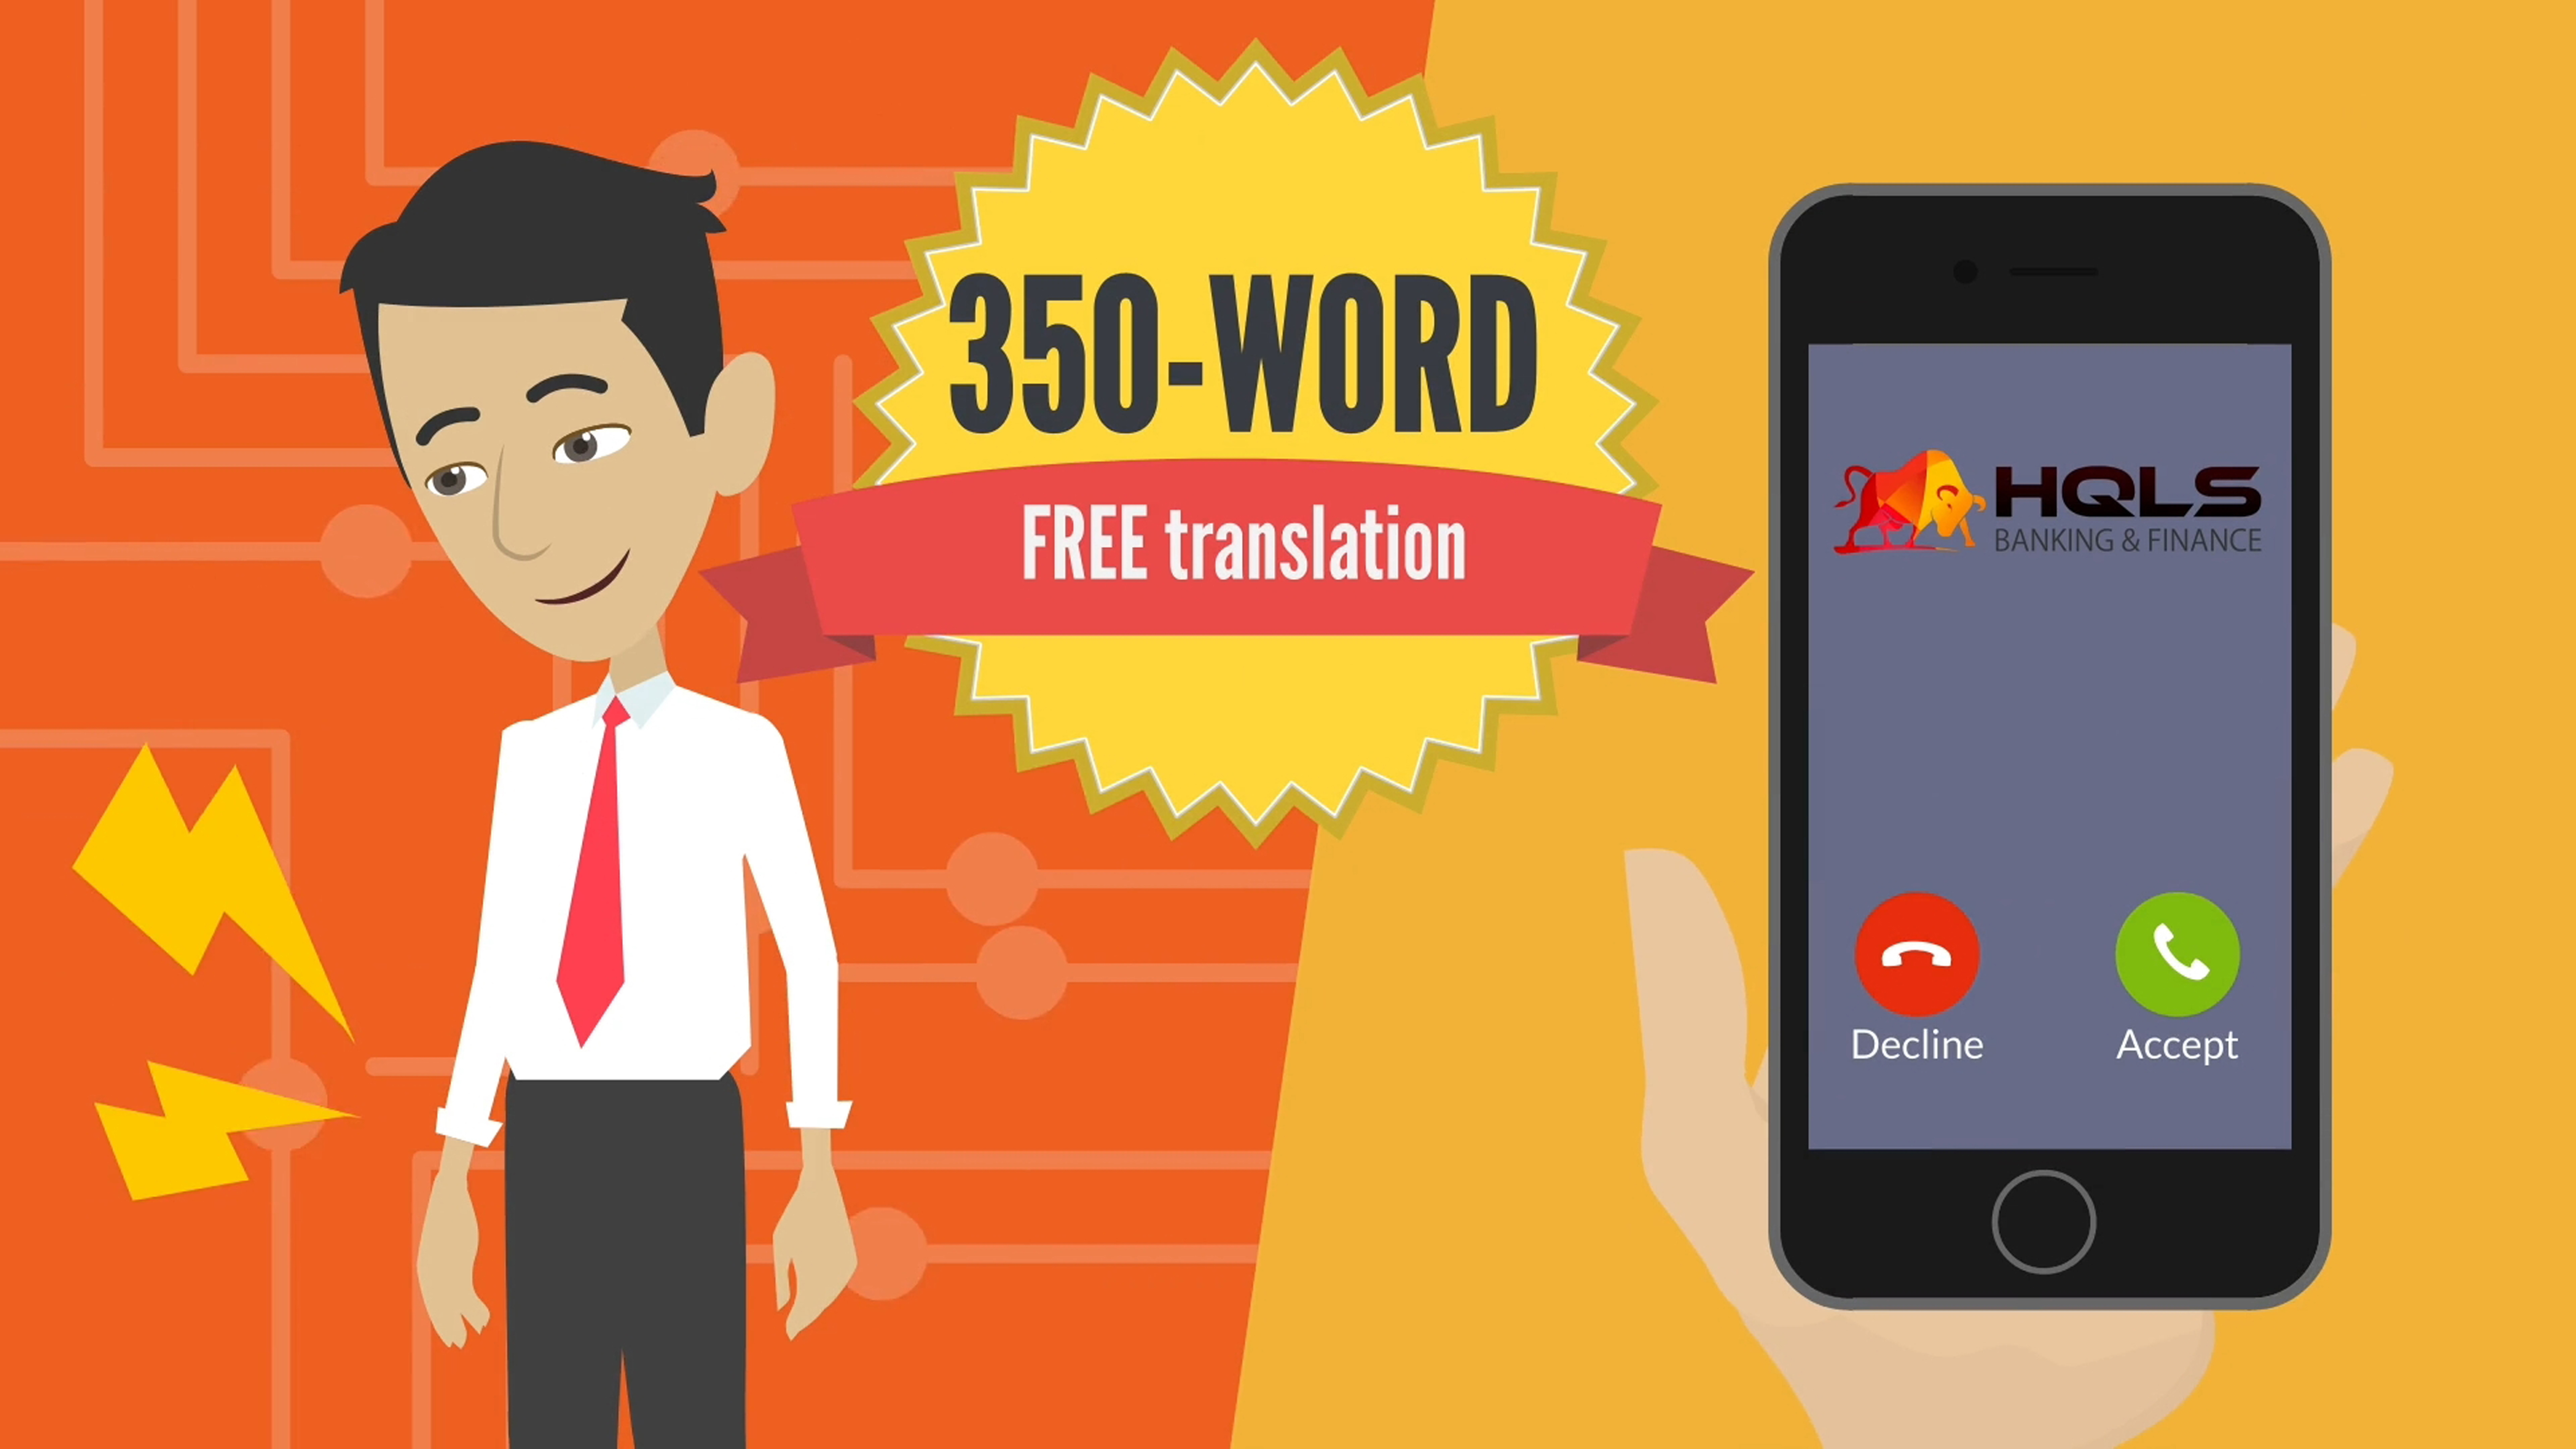 350-WORD
FREE translation
HQLS
BANKING & FINANCE
Decline
Accept